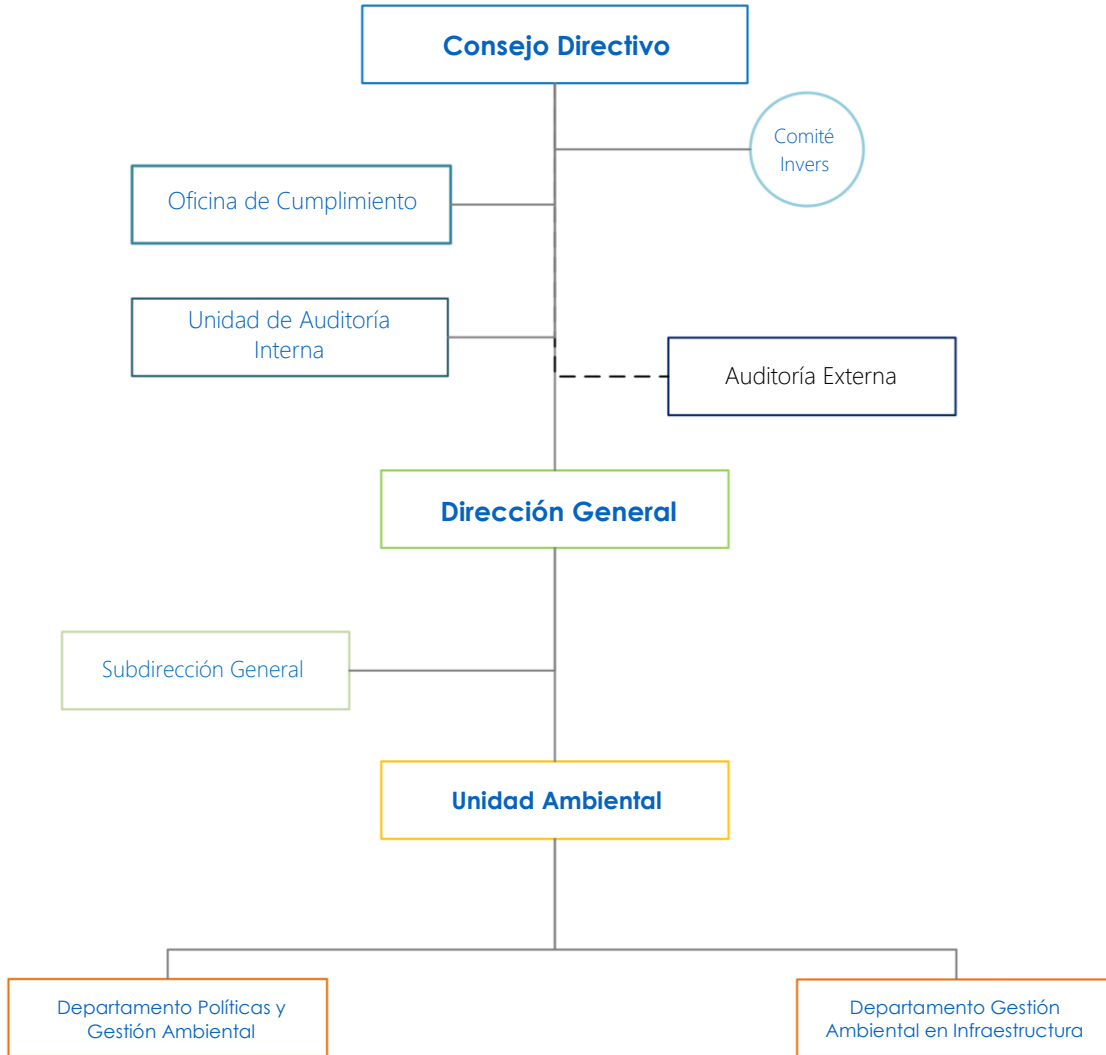 Consejo Directivo
Comité
Invers
Oficina de Cumplimiento
Unidad de Auditoría
Interna
Auditoría Externa
Dirección General
Subdirección General
Unidad Ambiental
Departamento Políticas y
Gestión Ambiental
Departamento Gestión
Ambiental en Infraestructura